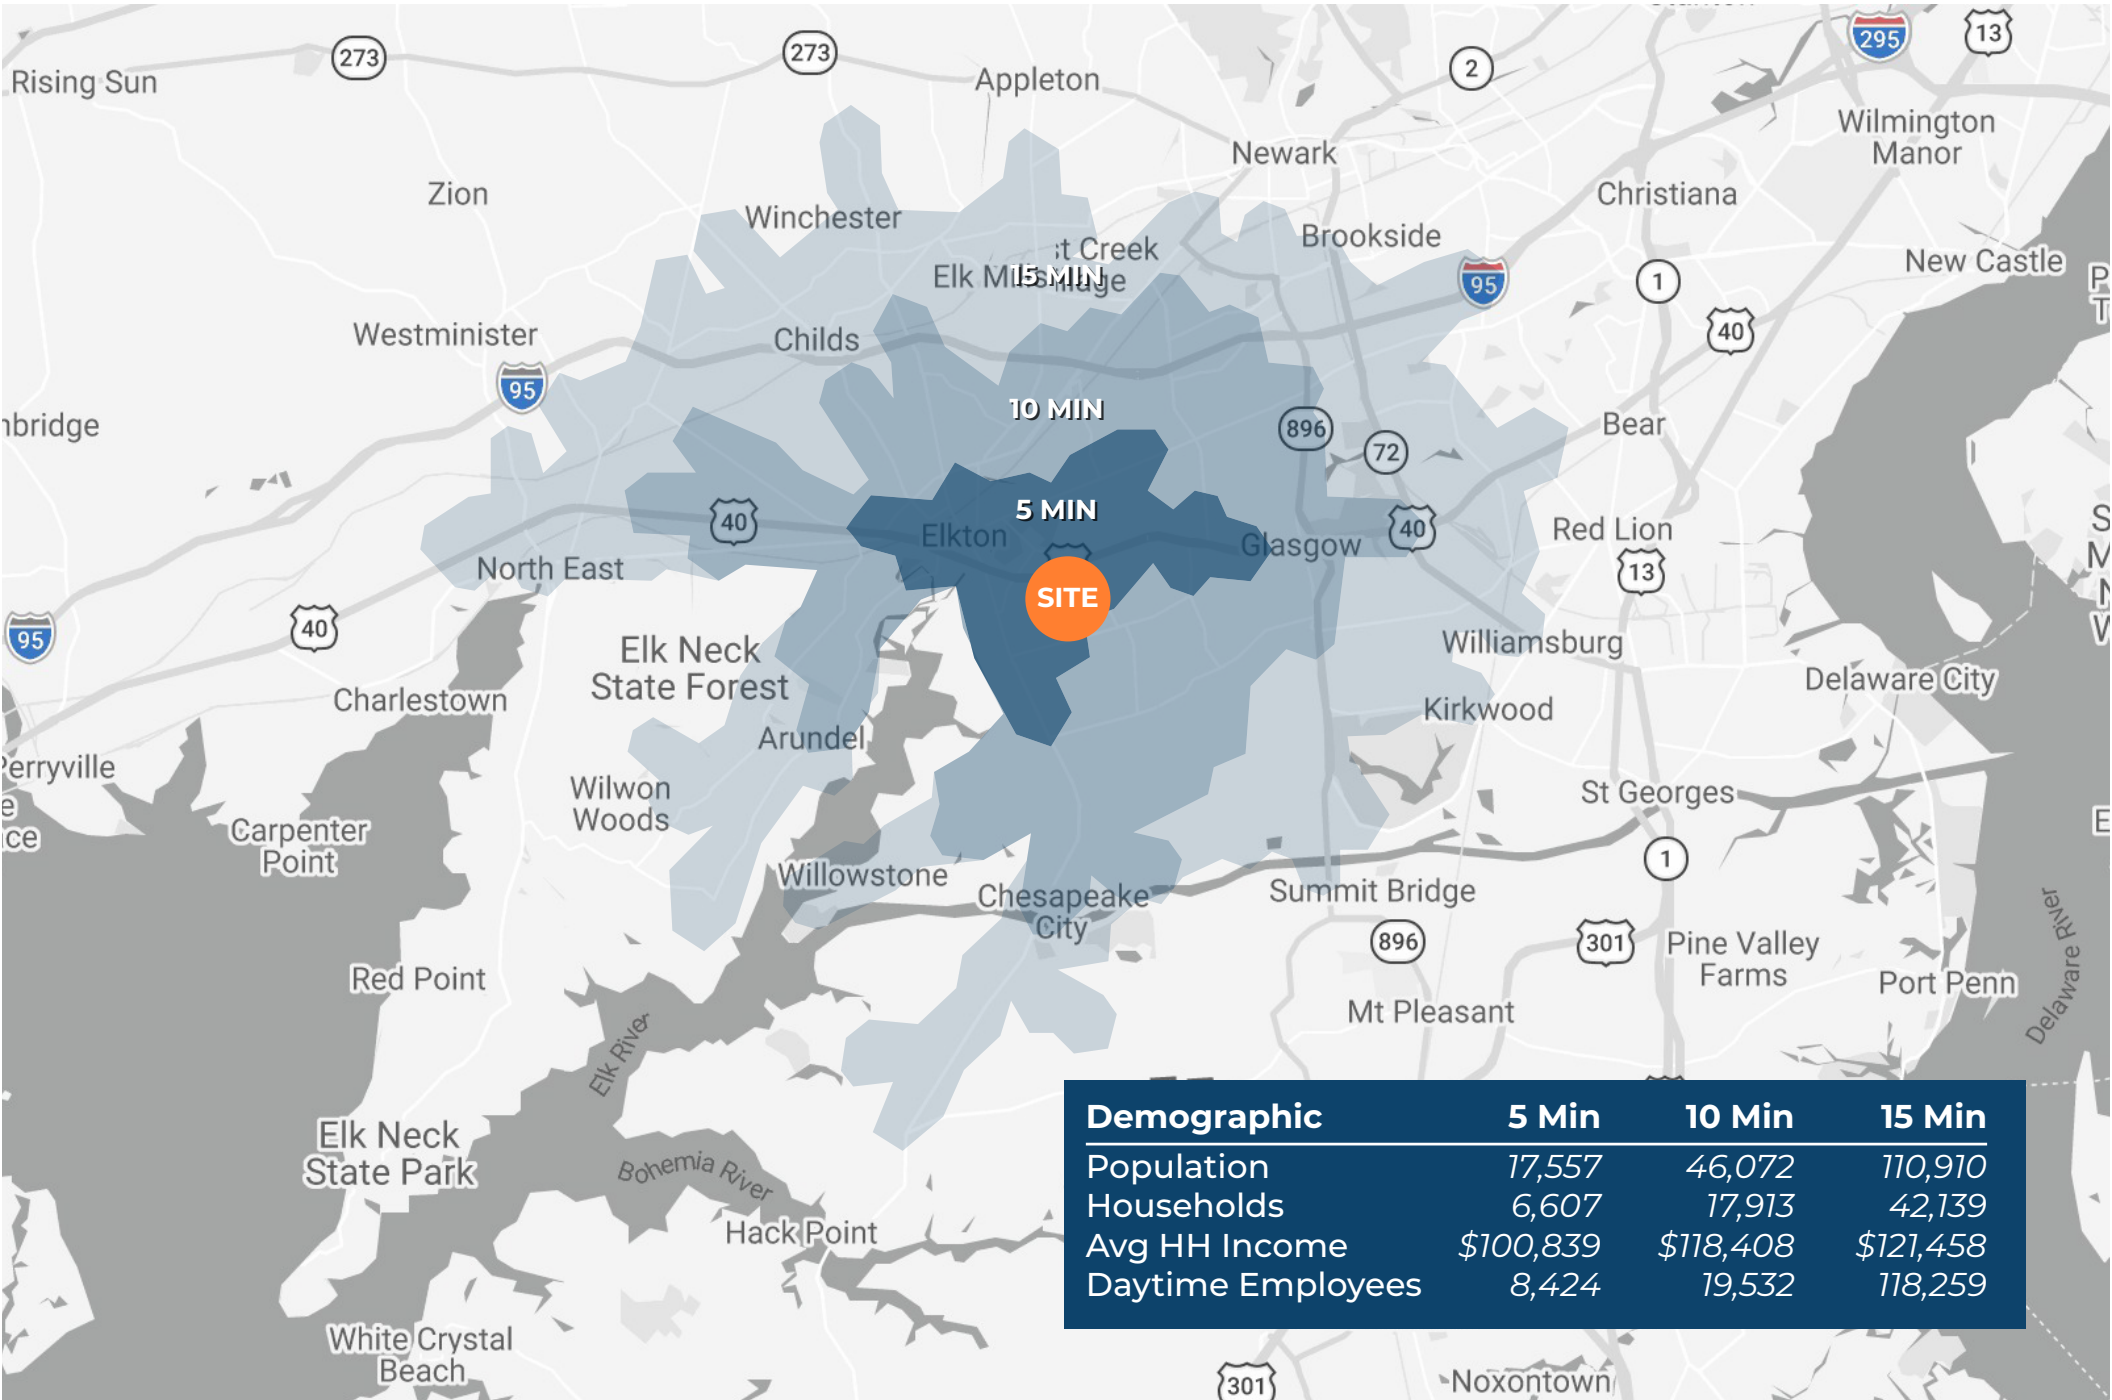 295
13
273
273
2
Appleton
Rising Sun
Wilmington
Manor
Newark
Zion
Christiana
Winchester
Brookside
st Creek
New Castle
Elk Mills
15 MIN
95
1
40
Westminister
Childs
95
10 MIN
nbridge
896
72
Bear
5 MIN
40
Elkton
Glasgow
40
Red Lion
North East
13
SITE
95
40
Elk Neck
State Forest
Williamsburg
Charlestown
Delaware City
Kirkwood
Arundel
Perryville
Wilwon
Woods
St Georges
Carpenter
Point
1
Willowstone
Chesapeake
City
Summit Bridge
896
301
Pine Valley
Farms
Red Point
Port Penn
Delaware River
Mt Pleasant
Elk River
Elk Neck
State Park
Bohemia River
Hack Point
Demographic 5 Min 10 Min 15 Min
Population 17,557 46,072 110,910
Households 6,607 17,913 42,139
Avg HH Income $100,839 $118,408 $121,458
Daytime Employees 8,424 19,532 118,259
White Crystal
Beach
301
Noxontown